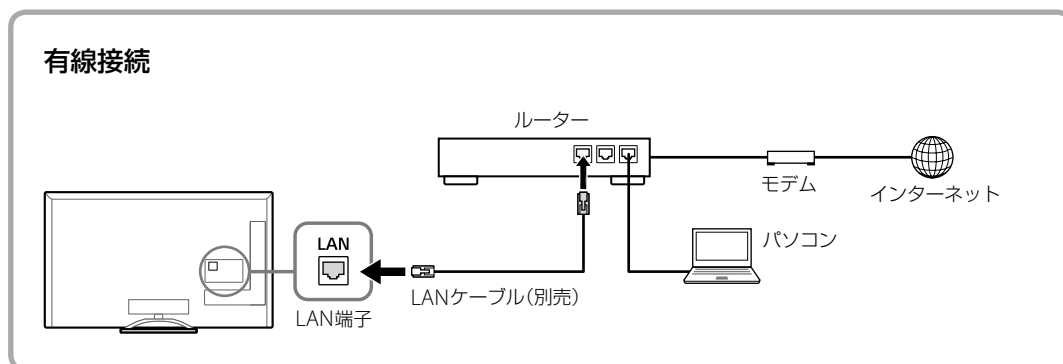 有線接続
ルーター
モデム
インターネット
パソコン
LAN
LANケーブル(別売)
LAN端子